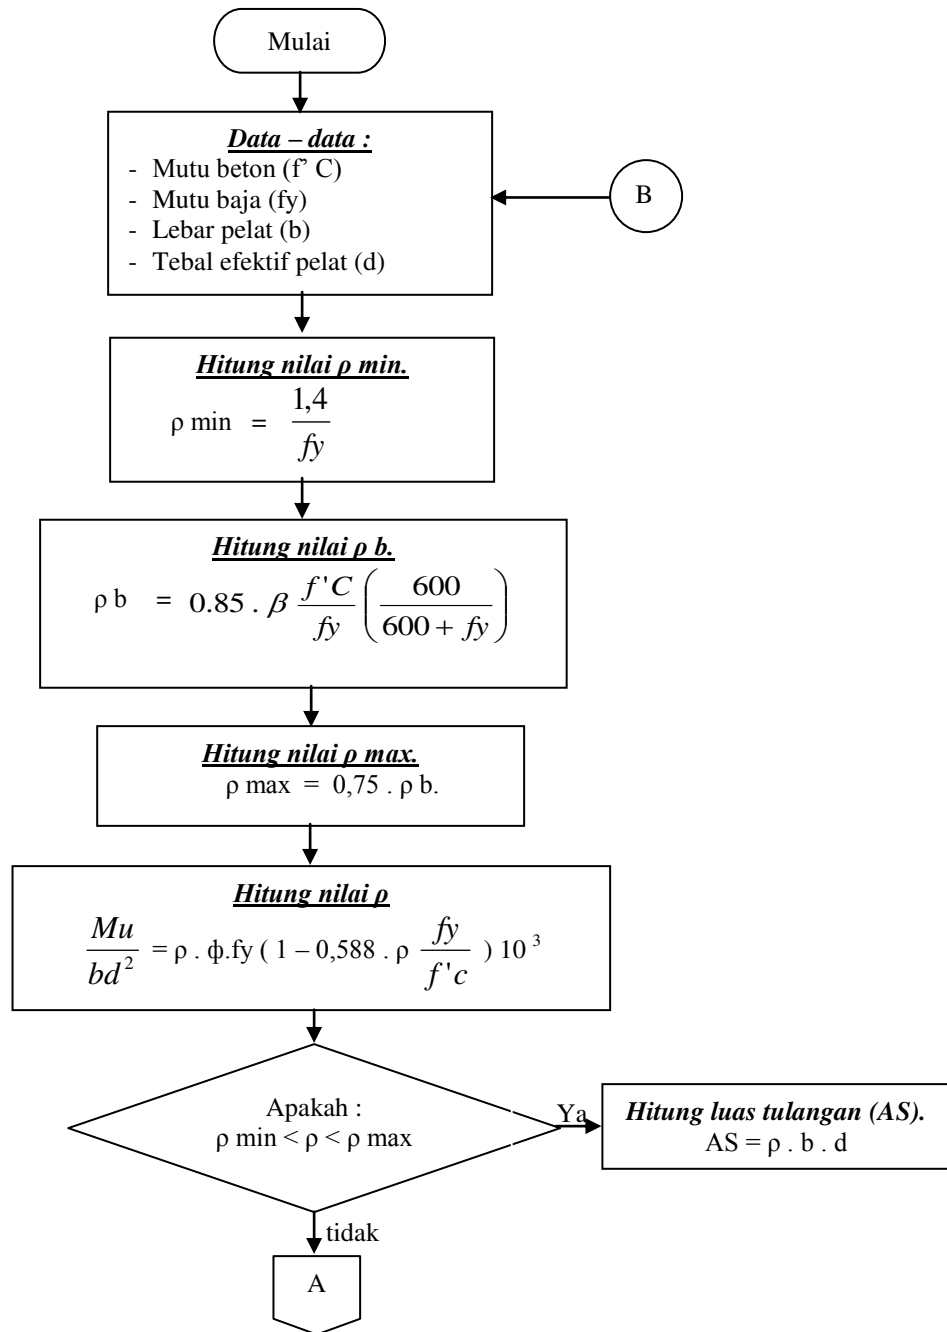 Mulai
Data – data :
- Mutu beton (f’ C)
- Mutu baja (fy)
- Lebar pelat (b)
- Tebal efektif pelat (d)
B
Hitung nilai ρ min.
ρ min = 1,4 / fy
Hitung nilai ρ b.
ρ b = 0.85 . β f'C / fy ( 600 / 600 + fy )
Hitung nilai ρ max.
ρ max = 0,75 . ρ b.
Hitung nilai ρ
Mu / bd² = ρ . ф.fy ( 1 – 0,588 . ρ fy / f'c ) 10 ³
Apakah :
ρ min < ρ < ρ max
Ya
Hitung luas tulangan (AS).
AS = ρ . b . d
tidak
A